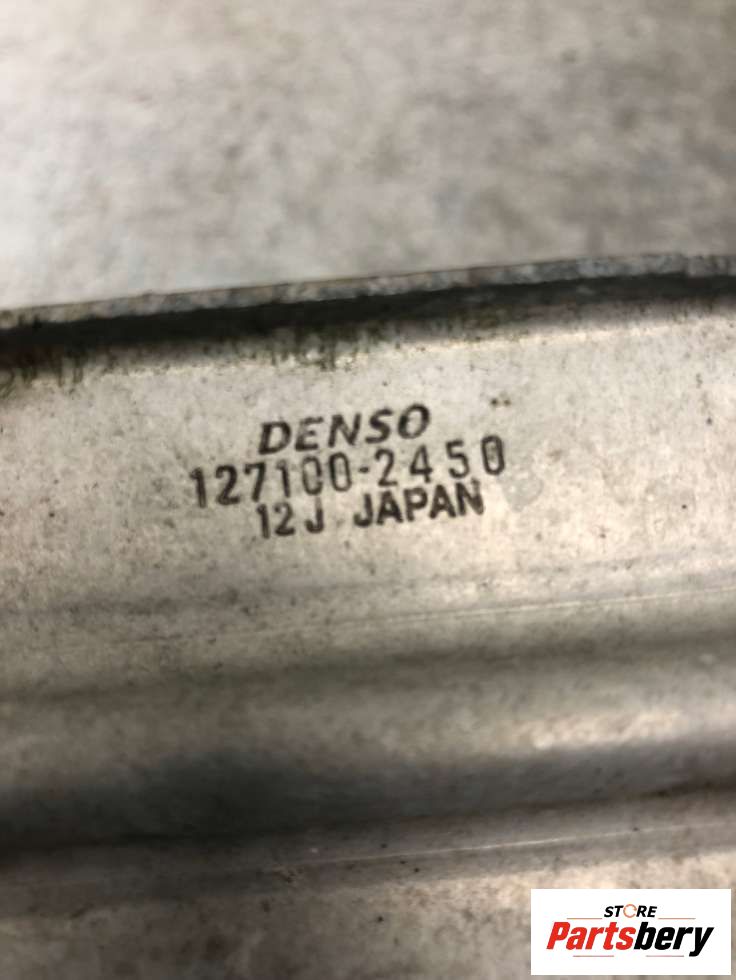 DENSO
127100-2450
12J JAPAN
STORE
Partsbery